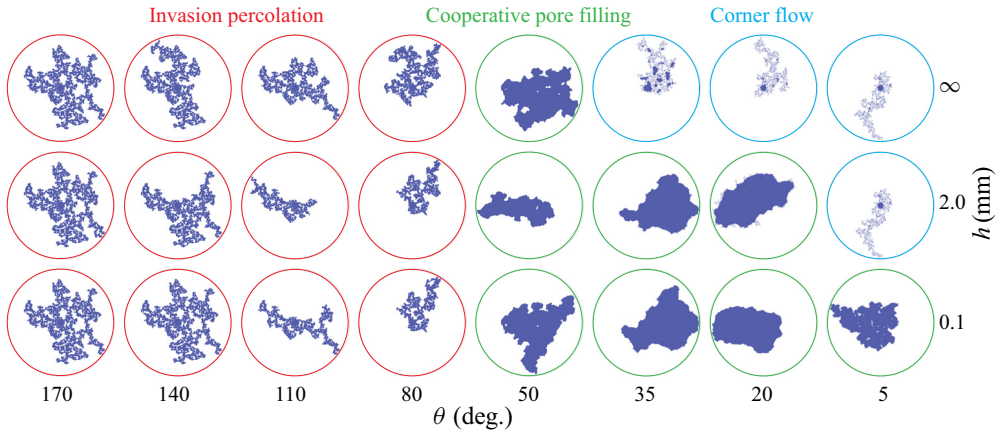 Invasion percolation Cooperative pore filling Corner flow
∞
2.0
h (mm)
0.1
170 140 110 80 50 35 20 5
θ (deg.)